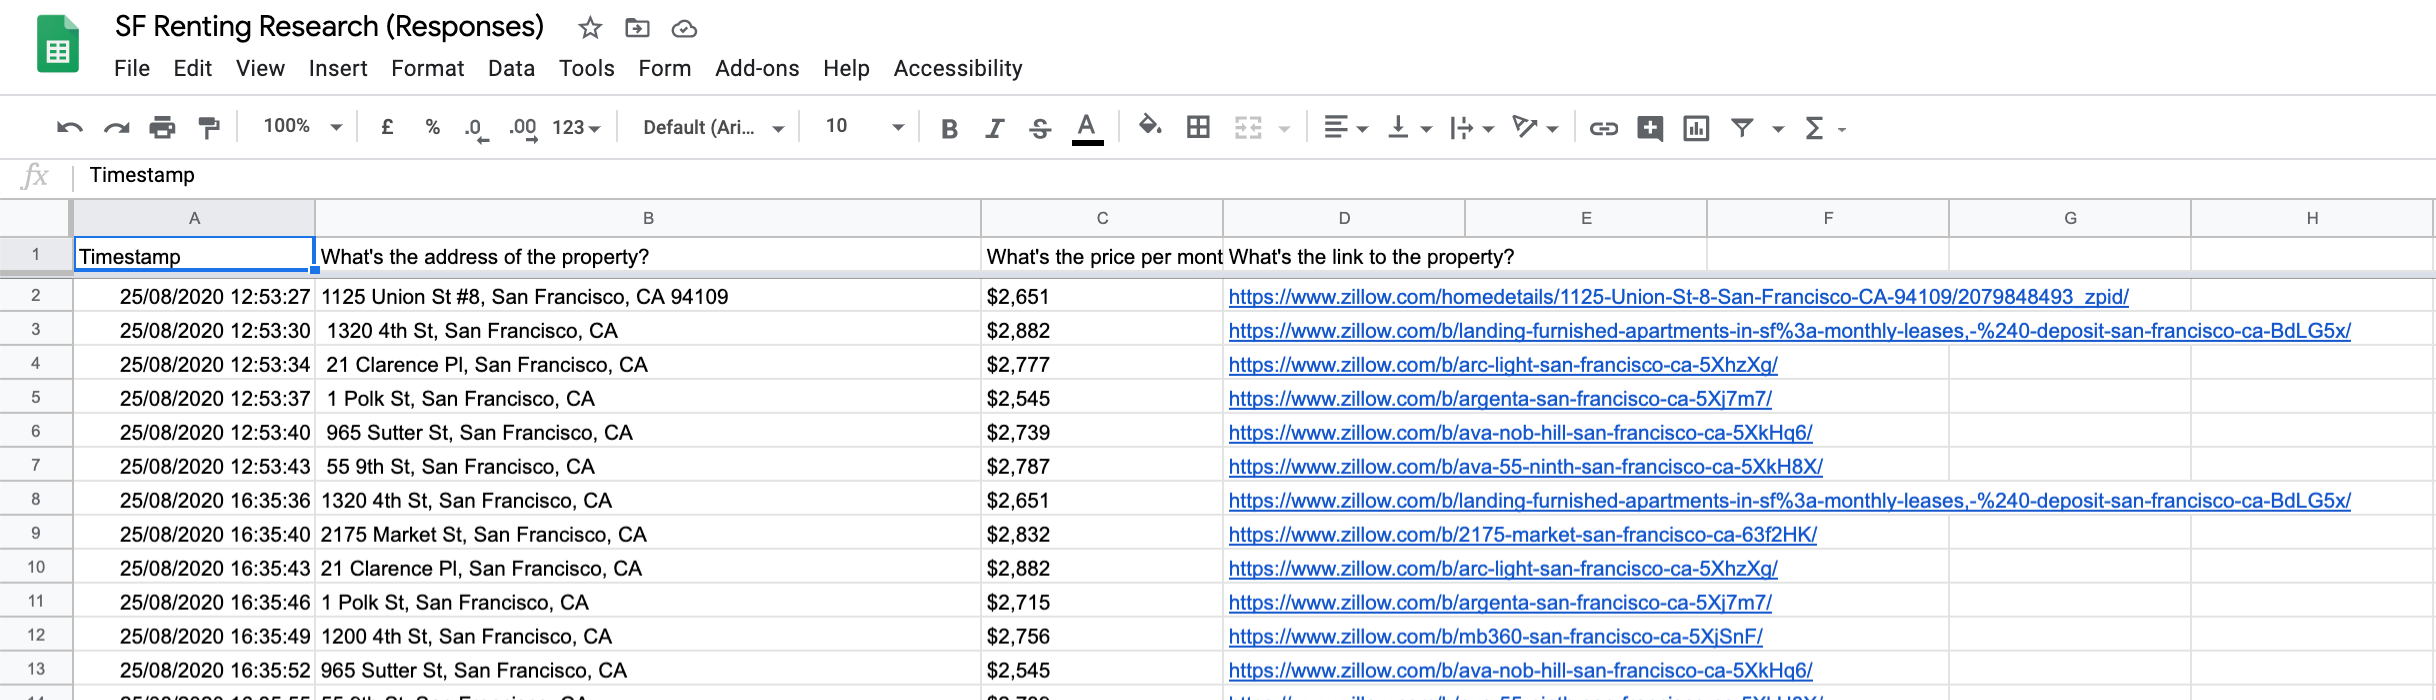 SF Renting Research (Responses)
File Edit View Insert Format Data Tools Form Add-ons Help Accessibility
100% £ % .0 .00 123 Default (Ari... 10 B I S A Σ
fx Timestamp
A B C D E F G H
1 Timestamp What's the address of the property? What's the price per mont What's the link to the property?
2 25/08/2020 12:53:27 1125 Union St #8, San Francisco, CA 94109 $2,651 https://www.zillow.com/homedetails/1125-Union-St-8-San-Francisco-CA-94109/2079848493_zpid/
3 25/08/2020 12:53:30 1320 4th St, San Francisco, CA $2,882 https://www.zillow.com/b/landing-furnished-apartments-in-sf%3a-monthly-leases,-%240-deposit-san-francisco-ca-BdLG5x/
4 25/08/2020 12:53:34 21 Clarence Pl, San Francisco, CA $2,777 https://www.zillow.com/b/arc-light-san-francisco-ca-5XhzXg/
5 25/08/2020 12:53:37 1 Polk St, San Francisco, CA $2,545 https://www.zillow.com/b/argenta-san-francisco-ca-5Xj7m7/
6 25/08/2020 12:53:40 965 Sutter St, San Francisco, CA $2,739 https://www.zillow.com/b/ava-nob-hill-san-francisco-ca-5XkHq6/
7 25/08/2020 12:53:43 55 9th St, San Francisco, CA $2,787 https://www.zillow.com/b/ava-55-ninth-san-francisco-ca-5XkH8X/
8 25/08/2020 16:35:36 1320 4th St, San Francisco, CA $2,651 https://www.zillow.com/b/landing-furnished-apartments-in-sf%3a-monthly-leases,-%240-deposit-san-francisco-ca-BdLG5x/
9 25/08/2020 16:35:40 2175 Market St, San Francisco, CA $2,832 https://www.zillow.com/b/2175-market-san-francisco-ca-63f2HK/
10 25/08/2020 16:35:43 21 Clarence Pl, San Francisco, CA $2,882 https://www.zillow.com/b/arc-light-san-francisco-ca-5XhzXg/
11 25/08/2020 16:35:46 1 Polk St, San Francisco, CA $2,715 https://www.zillow.com/b/argenta-san-francisco-ca-5Xj7m7/
12 25/08/2020 16:35:49 1200 4th St, San Francisco, CA $2,756 https://www.zillow.com/b/mb360-san-francisco-ca-5XjSnF/
13 25/08/2020 16:35:52 965 Sutter St, San Francisco, CA $2,545 https://www.zillow.com/b/ava-nob-hill-san-francisco-ca-5XkHq6/